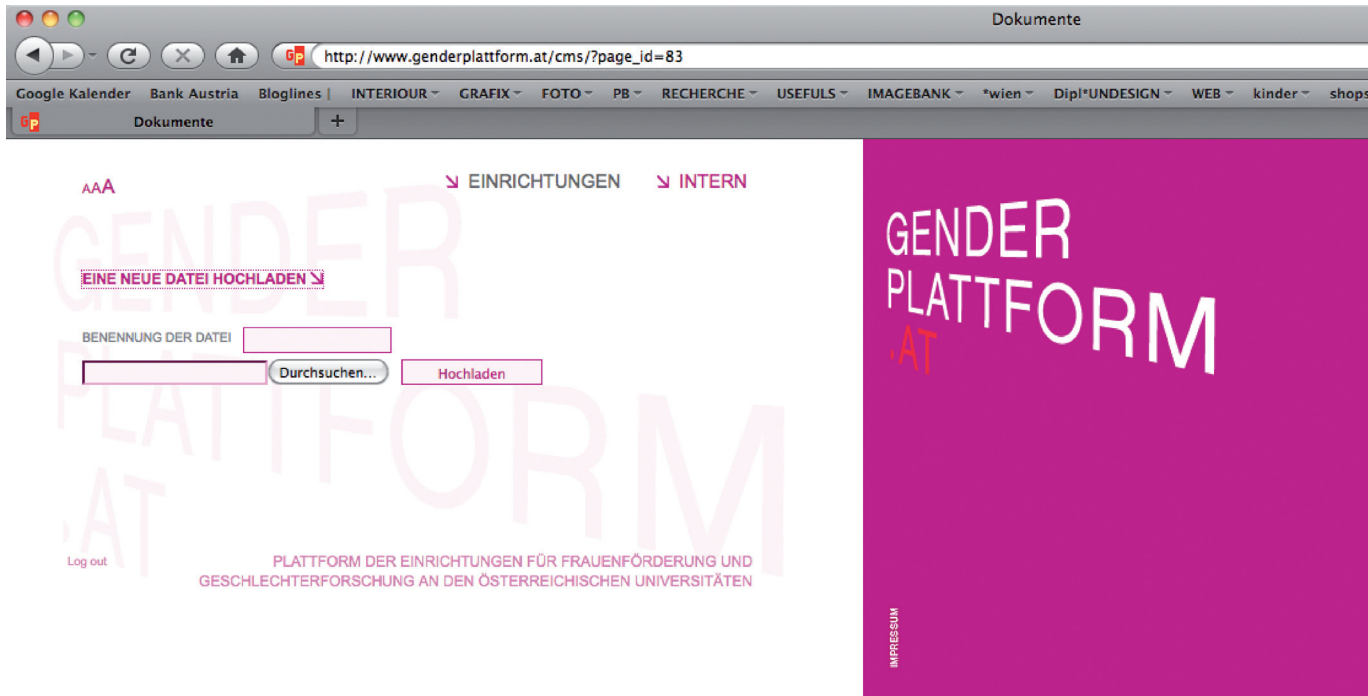 Dokumente
http://www.genderplattform.at/cms/?page_id=83
Google Kalender Bank Austria Bloglines | INTERIOUR GRAFIX FOTO PB RECHERCHE USEFULS IMAGEBANK *wien Dipl*UNDESIGN WEB kinder shops
GP Dokumente +
AAA
EINRICHTUNGEN INTERN
GENDER
PLATTFORM
.AT
EINE NEUE DATEI HOCHLADEN
BENENNUNG DER DATEI
Durchsuchen... Hochladen
Log out
PLATTFORM DER EINRICHTUNGEN FÜR FRAUENFÖRDERUNG UND
GESCHLECHTERFORSCHUNG AN DEN ÖSTERREICHISCHEN UNIVERSITÄTEN
GENDER
PLATTFORM
.AT
IMPRESSUM